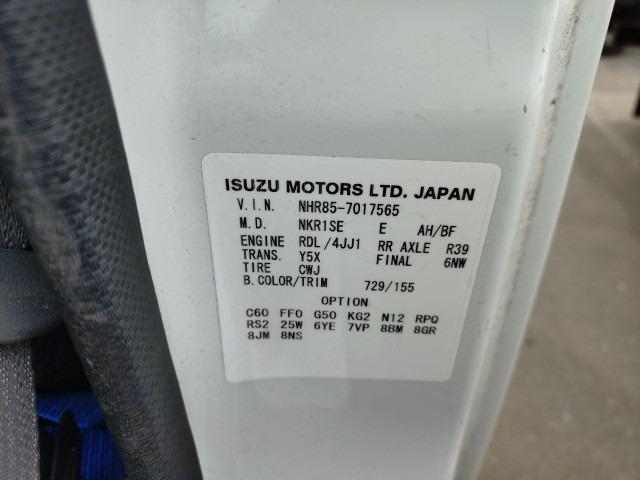 ISUZU MOTORS LTD. JAPAN
V.I.N. NHR85-7017565
M.D. NKR1SE E AH/BF
ENGINE RDL/4JJ1 RR AXLE R39
TRANS. Y5X FINAL 6NW
TIRE CWJ
B.COLOR/TRIM 729/155
OPTION
C60 FF0 G50 KG2 N12 RPQ
RS2 25W 6YE 7VP 8BM 8GR
8JM 8NS